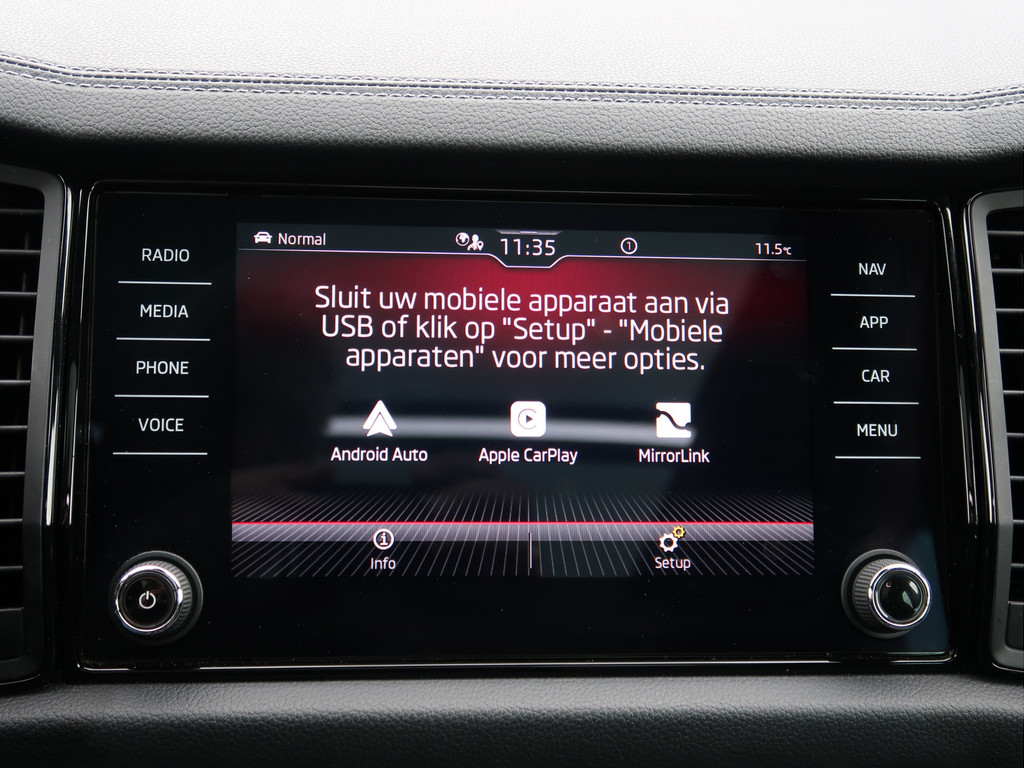 RADIO
MEDIA
PHONE
VOICE
Normal
11:35
1
11.5°C
Sluit uw mobiele apparaat aan via
USB of klik op "Setup" - "Mobiele
apparaten" voor meer opties.
Android Auto
Apple CarPlay
MirrorLink
Info
Setup
NAV
APP
CAR
MENU